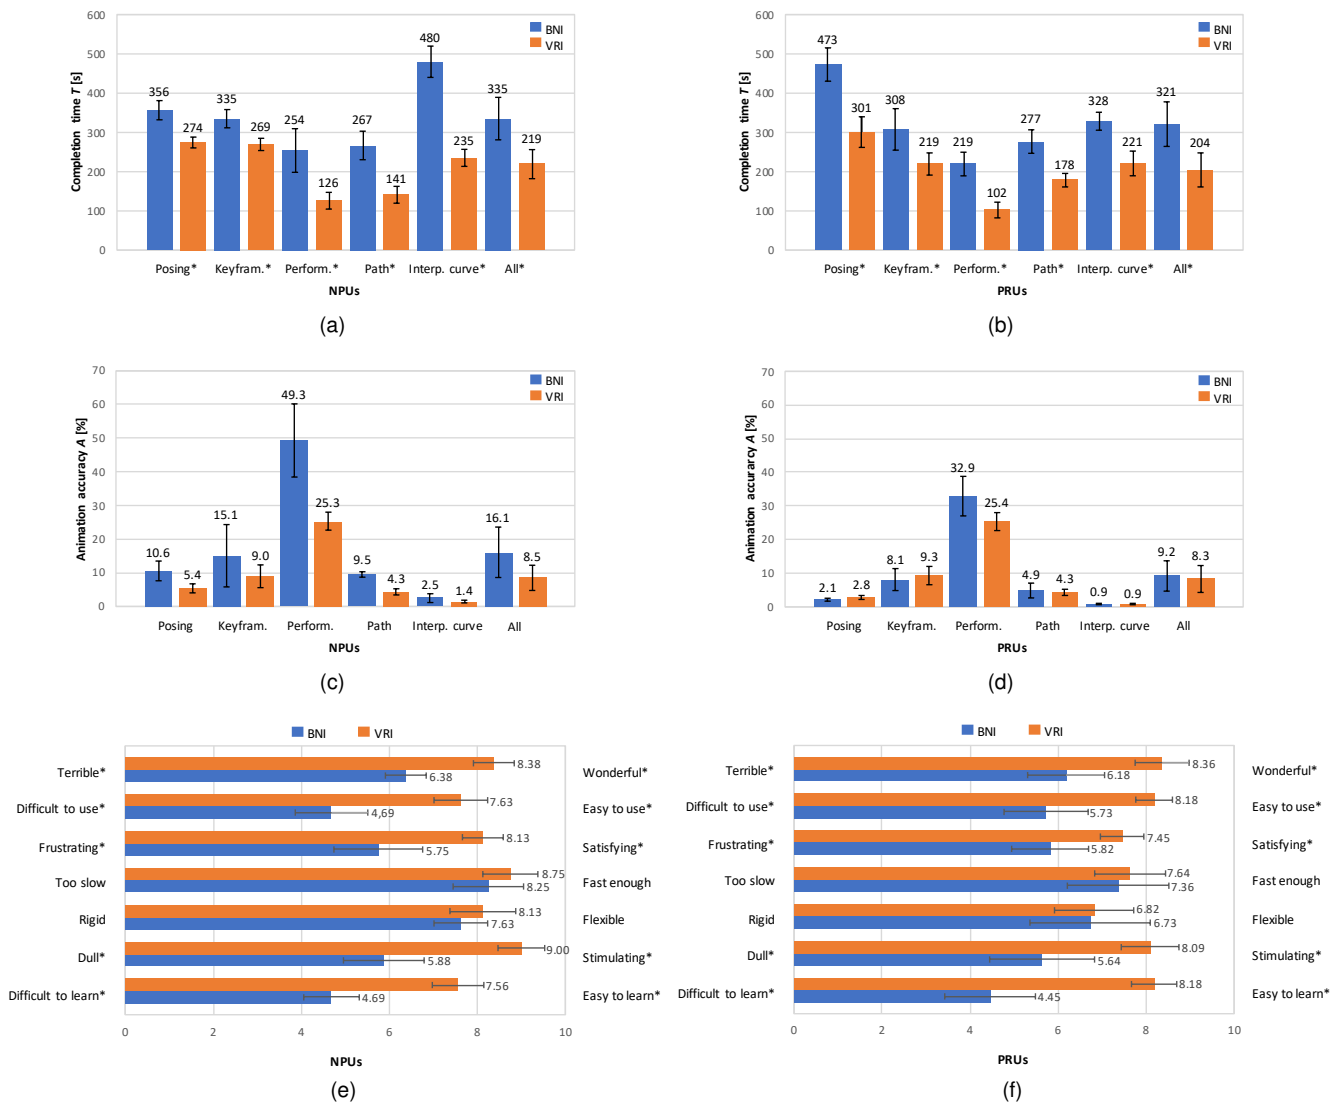 600
500
400
300
200
100
0
Completion time T [s]
BNI
VRI
356
274
335
269
254
126
267
141
480
235
335
219
Posing*
Keyfram.*
Perform.*
Path*
Interp. curve*
All*
NPUs
(a)
600
500
400
300
200
100
0
Completion time T [s]
BNI
VRI
473
301
308
219
219
102
277
178
328
221
321
204
Posing*
Keyfram.*
Perform.*
Path*
Interp. curve*
All*
PRUs
(b)
70
60
50
40
30
20
10
0
Animation accuracy A [%]
BNI
VRI
10.6
5.4
15.1
9.0
49.3
25.3
9.5
4.3
2.5
1.4
16.1
8.5
Posing
Keyfram.
Perform.
Path
Interp. curve
All
NPUs
(c)
70
60
50
40
30
20
10
0
Animation accurarcy A [%]
BNI
VRI
2.1
2.8
8.1
9.3
32.9
25.4
4.9
4.3
0.9
0.9
9.2
8.3
Posing
Keyfram.
Perform.
Path
Interp. curve
All
PRUs
(d)
BNI
VRI
Terrible*
8.38
6.38
Wonderful*
Difficult to use*
7.63
4,69
Easy to use*
Frustrating*
8.13
5.75
Satisfying*
Too slow
8.75
8.25
Fast enough
Rigid
8.13
7.63
Flexible
Dull*
9.00
5.88
Stimulating*
Difficult to learn*
7.56
4.69
Easy to learn*
0
2
4
6
8
10
NPUs
(e)
BNI
VRI
Terrible*
8.36
6.18
Wonderful*
Difficult to use*
8.18
5.73
Easy to use*
Frustrating*
7.45
5.82
Satisfying*
Too slow
7.64
7.36
Fast enough
Rigid
6.82
6.73
Flexible
Dull*
8.09
5.64
Stimulating*
Difficult to learn*
8.18
4.45
Easy to learn*
0
2
4
6
8
10
PRUs
(f)